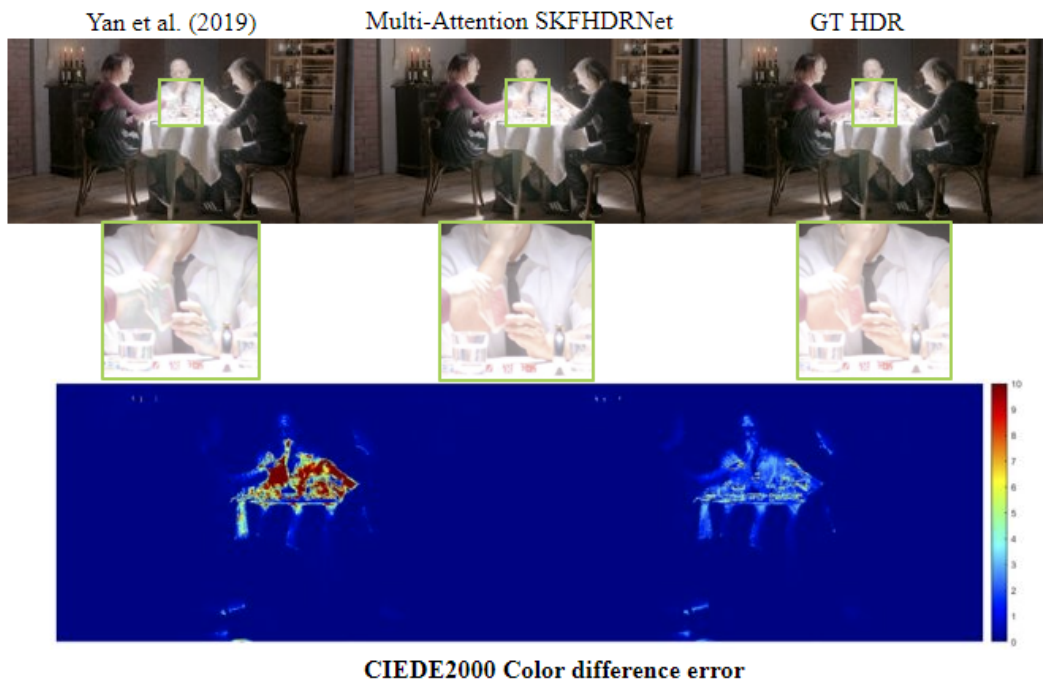 Yan et al. (2019)
Multi-Attention SKFHDRNet
GT HDR
10
9
8
7
6
5
4
3
2
1
0
CIEDE2000 Color difference error